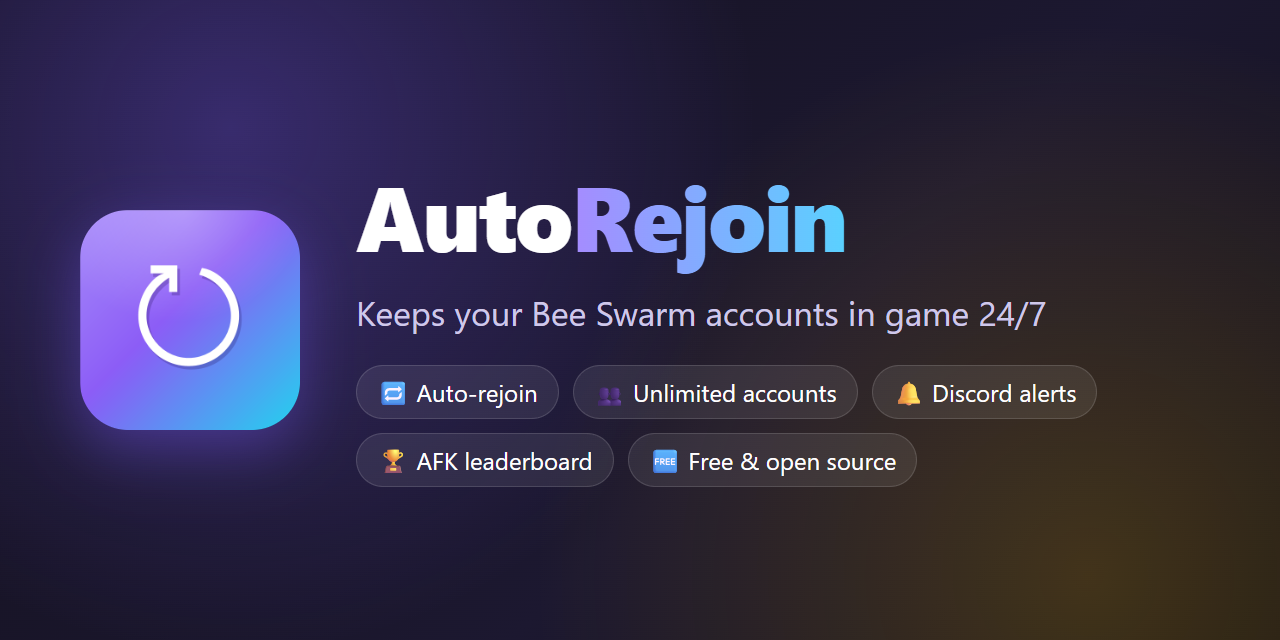 AutoRejoin
Keeps your Bee Swarm accounts in game 24/7
Auto-rejoin Unlimited accounts Discord alerts
AFK leaderboard FREE Free & open source